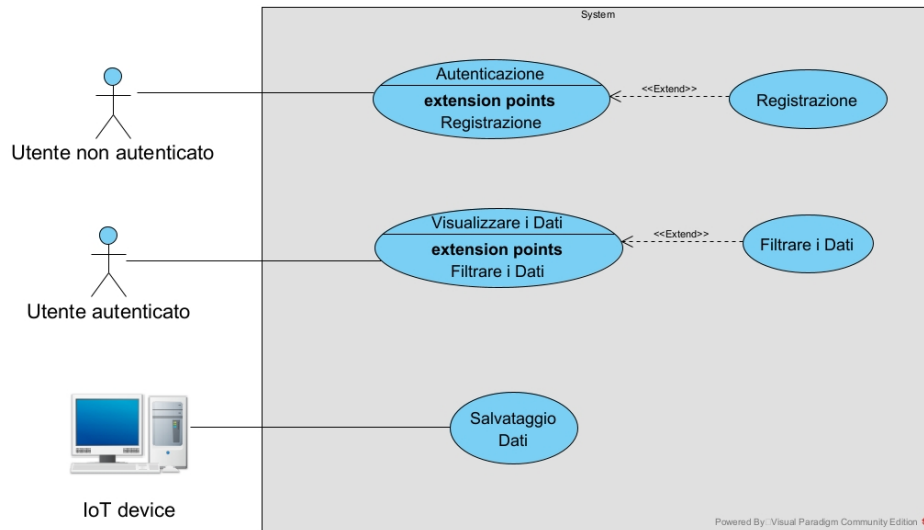 System
Autenticazione
extension points
Registrazione
<<Extend>>
Registrazione
Utente non autenticato
Visualizzare i Dati
extension points
Filtrare i Dati
<<Extend>>
Filtrare i Dati
Utente autenticato
Salvataggio
Dati
IoT device
Powered By Visual Paradigm Community Edition